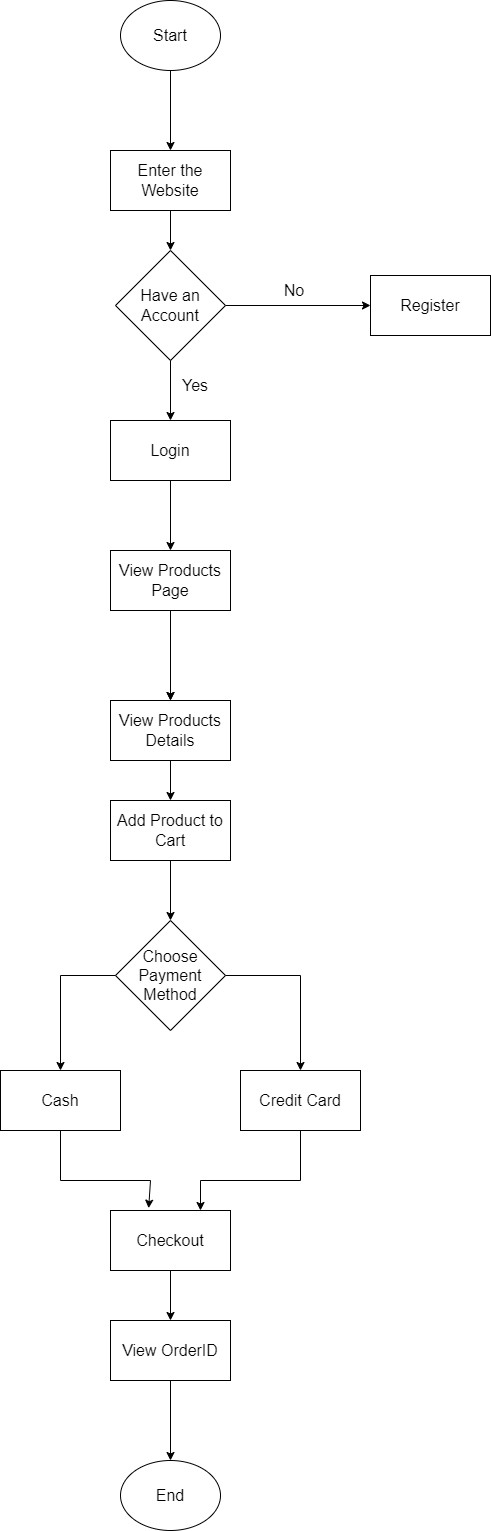 Start
Enter the
Website
Have an
Account
No
Register
Yes
Login
View Products
Page
View Products
Details
Add Product to
Cart
Choose
Payment
Method
Cash
Credit Card
Checkout
View OrderID
End